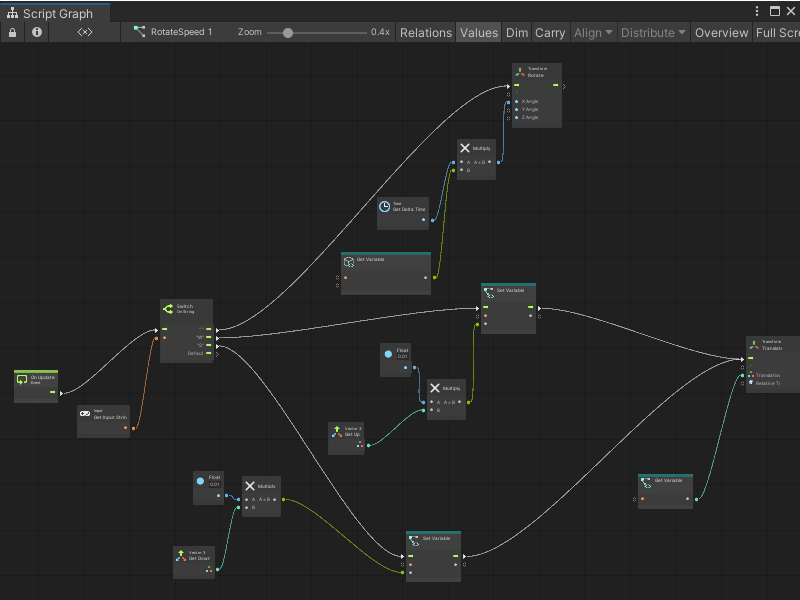 Script Graph
<×>
RotateSpeed 1
Zoom
0.4x
Relations
Values
Dim
Carry
Align
Distribute
Overview
Full Scre
Transform
Rotate
X Angle
Y Angle
Z Angle
Multiply
A A×B
B
Time
Get Delta Time
Get Variable
Set Variable
Switch
On String
Default
Float
0.01
Transform
Translate
Translation
Relative T
On Update
Event
Multiply
A A×B
B
Input
Get Input Strin
Vector 3
Get Up
Float
0.01
Multiply
A A×B
B
Get Variable
Set Variable
Vector 3
Get Down